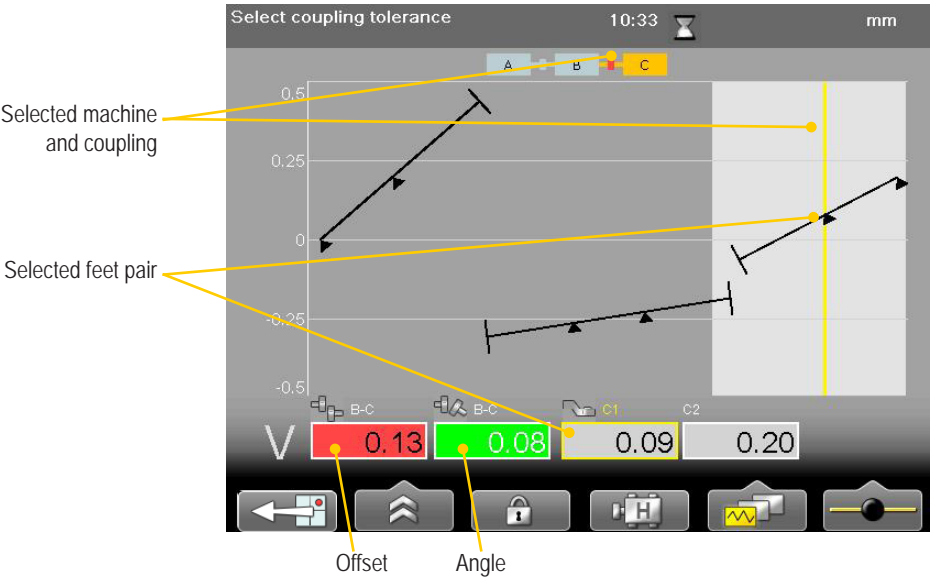 Select coupling tolerance 10:33 mm
A B C
Selected machine
and coupling
0,5
0.25
0
Selected feet pair
-0.25
-0.5
B-C B-C C1 C2
V 0.13 0.08 0.09 0.20
H
Offset Angle